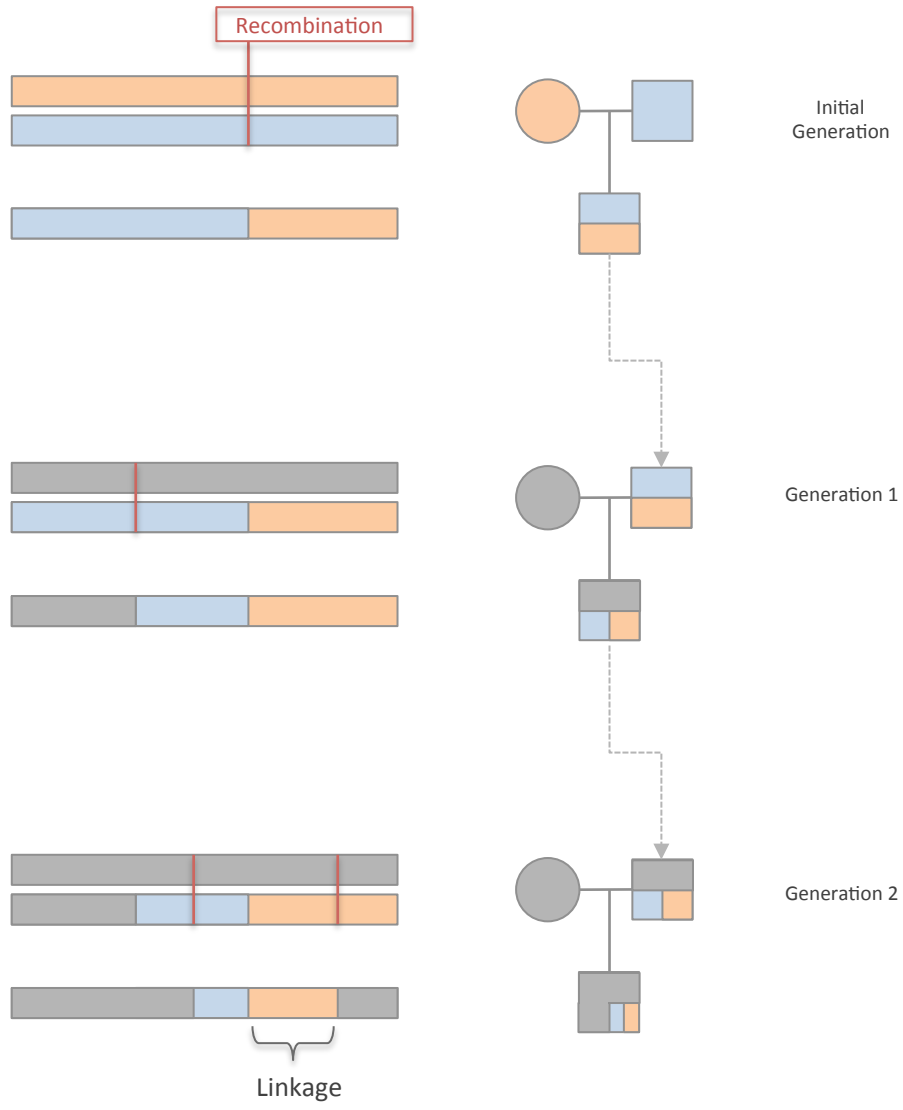 Recombination
Initial
Generation
Generation 1
Generation 2
Linkage